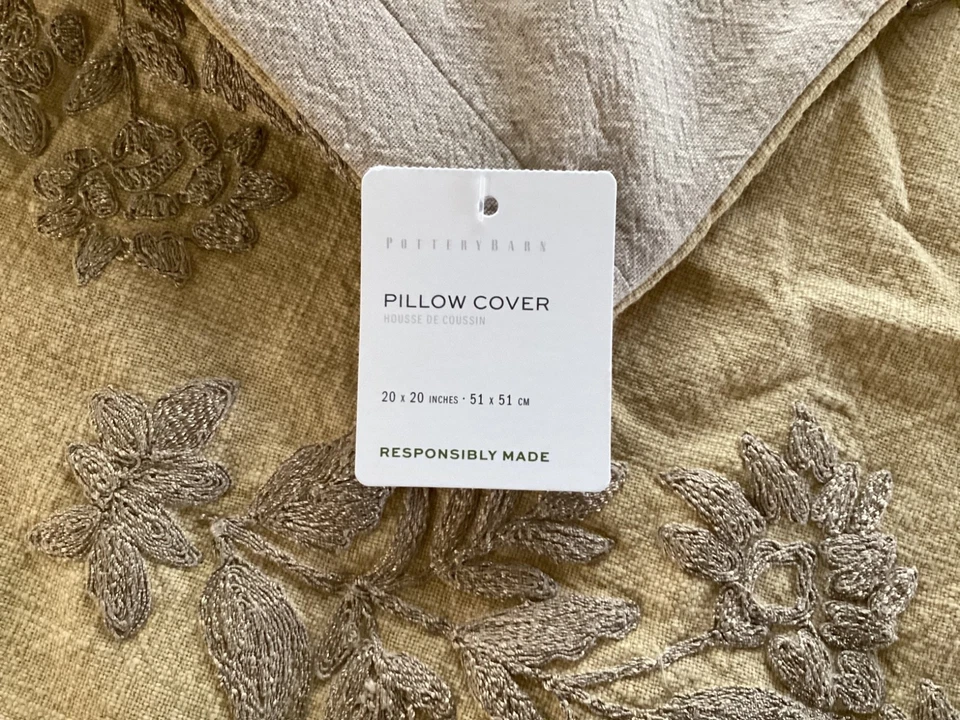 POTTERYBARN
PILLOW COVER
HOUSSE DE COUSSIN
20 x 20 INCHES · 51 x 51 CM
RESPONSIBLY MADE